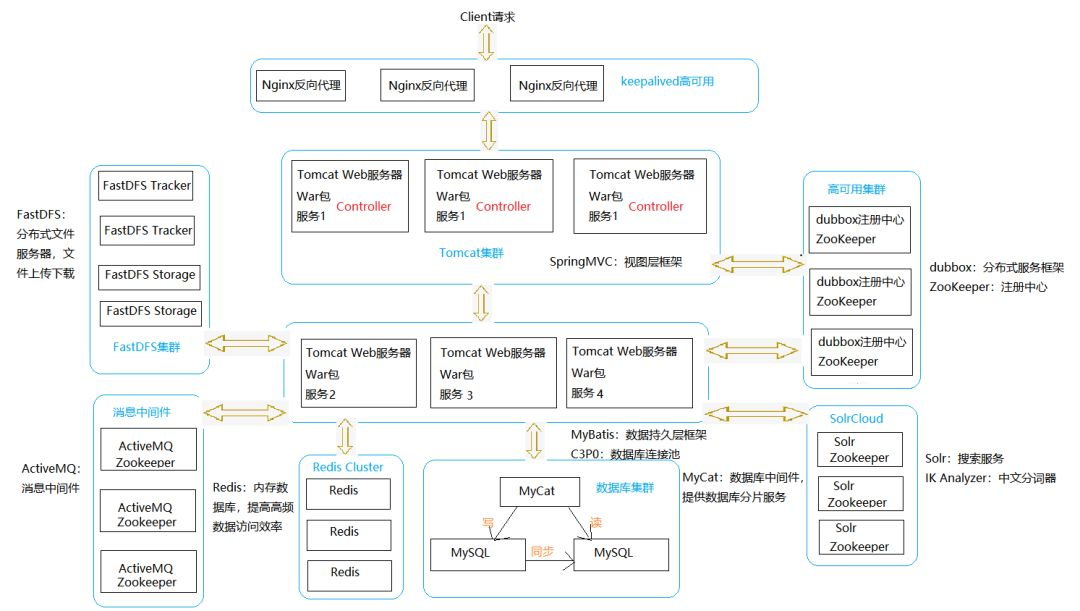 Client请求
Nginx反向代理
Nginx反向代理
Nginx反向代理
keepalived高可用
Tomcat Web服务器
War包
服务1
Controller
Tomcat Web服务器
War包
服务1
Controller
Tomcat Web服务器
War包
服务1
Controller
Tomcat集群
SpringMVC：视图层框架
FastDFS：
分布式文件
服务器，文
件上传下载
FastDFS Tracker
FastDFS Tracker
FastDFS Storage
FastDFS Storage
FastDFS集群
高可用集群
dubbox注册中心
ZooKeeper
dubbox注册中心
ZooKeeper
dubbox注册中心
ZooKeeper
dubbox：分布式服务框架
ZooKeeper：注册中心
Tomcat Web服务器
War包
服务2
Tomcat Web服务器
War包
服务 3
Tomcat Web服务器
War包
服务 4
MyBatis：数据持久层框架
C3P0：数据库连接池
ActiveMQ：
消息中间件
消息中间件
ActiveMQ
Zookeeper
ActiveMQ
Zookeeper
ActiveMQ
Zookeeper
Redis：内存数
据库，提高高频
数据访问效率
Redis Cluster
Redis
Redis
Redis
数据库集群
MyCat
写
读
MySQL
同步
MySQL
MyCat：数据库中间件，
提供数据库分片服务
SolrCloud
Solr
Zookeeper
Solr
Zookeeper
Solr
Zookeeper
Solr：搜索服务
IK Analyzer：中文分词器